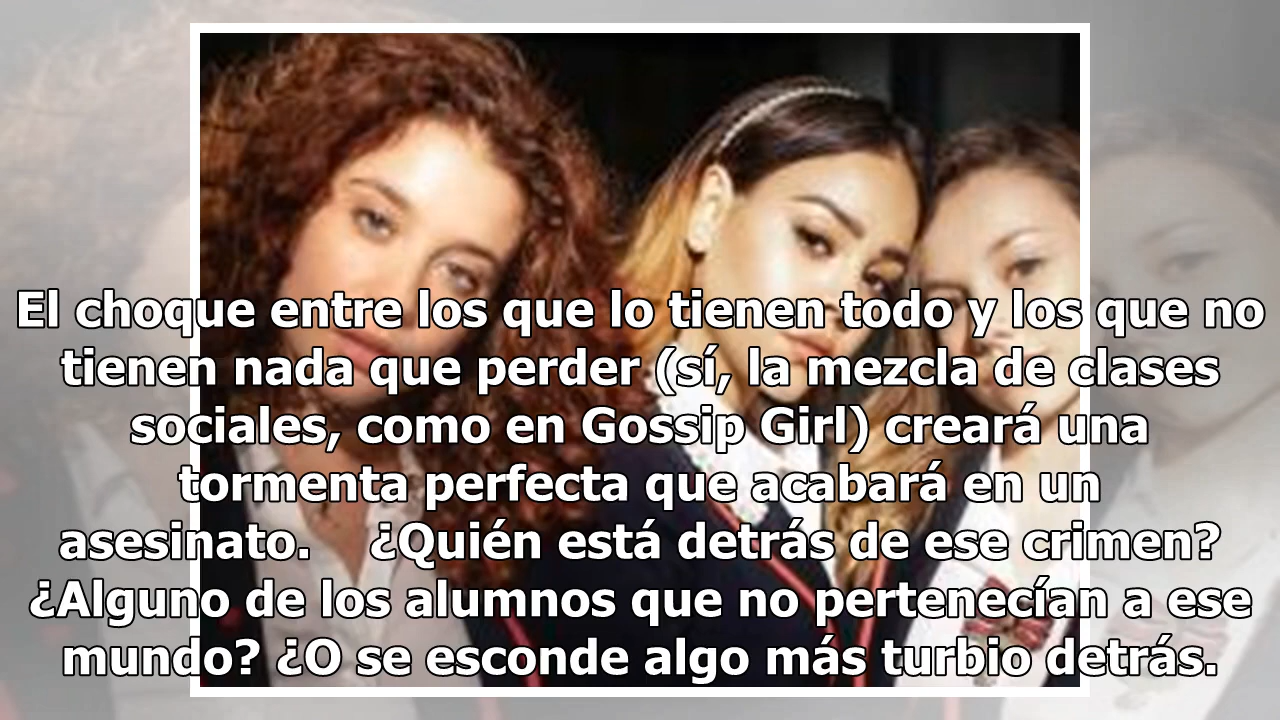 El choque entre los que lo tienen todo y los que no
tienen nada que perder (sí, la mezcla de clases
sociales, como en Gossip Girl) creará una
tormenta perfecta que acabará en un
asesinato.    ¿Quién está detrás de ese crimen?
¿Alguno de los alumnos que no pertenecían a ese
mundo? ¿O se esconde algo más turbio detrás.